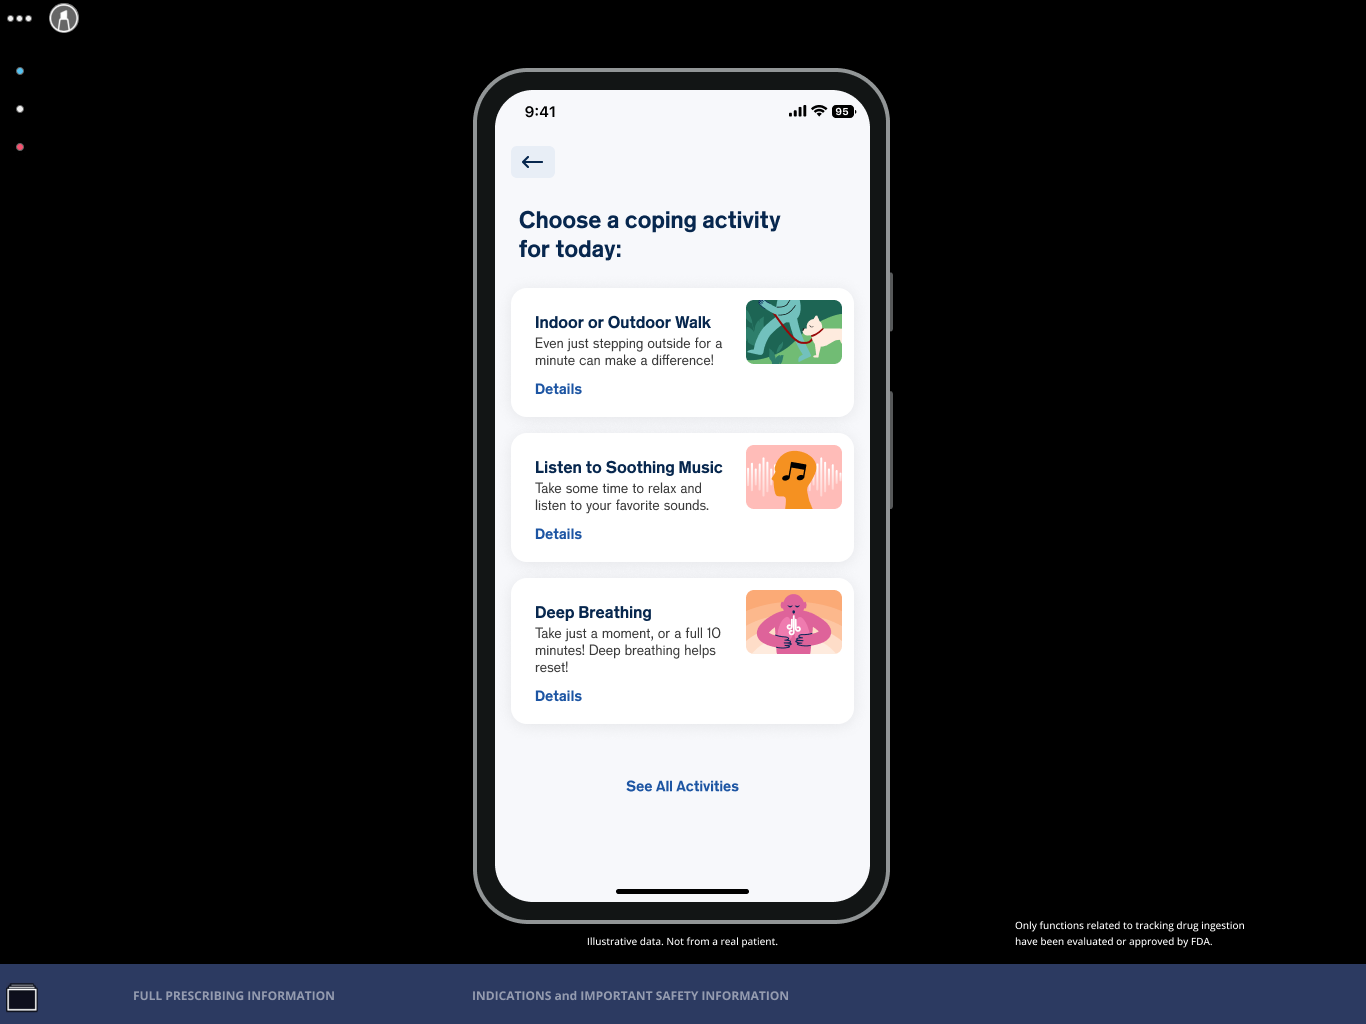 9:41
95
Choose a coping activity
for today:
Indoor or Outdoor Walk
Even just stepping outside for a
minute can make a difference!
Details
Listen to Soothing Music
Take some time to relax and
listen to your favorite sounds.
Details
Deep Breathing
Take just a moment, or a full 10
minutes! Deep breathing helps
reset!
Details
See All Activities
Illustrative data. Not from a real patient.
Only functions related to tracking drug ingestion
have been evaluated or approved by FDA.
FULL PRESCRIBING INFORMATION
INDICATIONS and IMPORTANT SAFETY INFORMATION